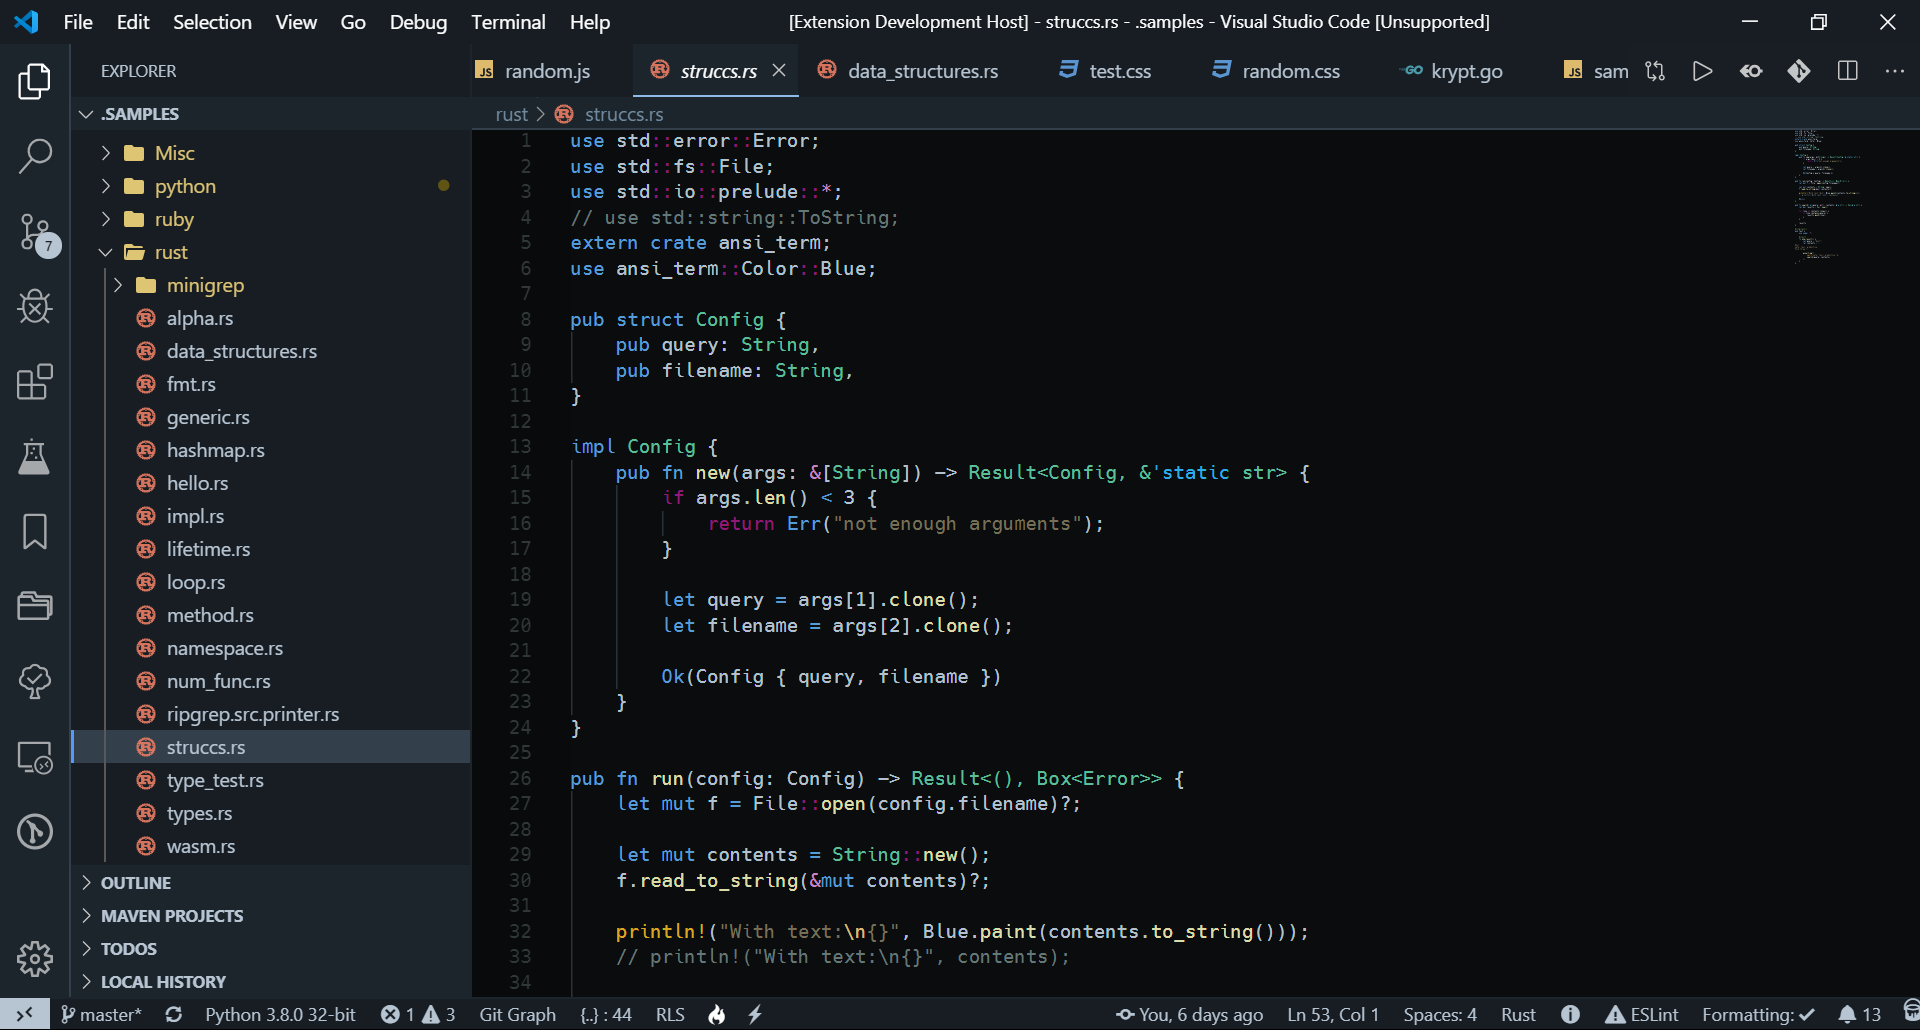 File Edit Selection View Go Debug Terminal Help [Extension Development Host] - struccs.rs - .samples - Visual Studio Code [Unsupported]
EXPLORER
JS random.js struccs.rs data_structures.rs test.css random.css GO krypt.go JS sam
.SAMPLES
rust > struccs.rs
Misc
python
ruby
rust
minigrep
alpha.rs
data_structures.rs
fmt.rs
generic.rs
hashmap.rs
hello.rs
impl.rs
lifetime.rs
loop.rs
method.rs
namespace.rs
num_func.rs
ripgrep.src.printer.rs
struccs.rs
type_test.rs
types.rs
wasm.rs
OUTLINE
MAVEN PROJECTS
TODOS
LOCAL HISTORY
7
1 use std::error::Error;
2 use std::fs::File;
3 use std::io::prelude::*;
4 // use std::string::ToString;
5 extern crate ansi_term;
6 use ansi_term::Color::Blue;
7
8 pub struct Config {
9 pub query: String,
10 pub filename: String,
11 }
12
13 impl Config {
14 pub fn new(args: &[String]) -> Result<Config, &'static str> {
15 if args.len() < 3 {
16 return Err("not enough arguments");
17 }
18
19 let query = args[1].clone();
20 let filename = args[2].clone();
21
22 Ok(Config { query, filename })
23 }
24 }
25
26 pub fn run(config: Config) -> Result<(), Box<Error>> {
27 let mut f = File::open(config.filename)?;
28
29 let mut contents = String::new();
30 f.read_to_string(&mut contents)?;
31
32 println!("With text:\n{}", Blue.paint(contents.to_string()));
33 // println!("With text:\n{}", contents);
34
master* Python 3.8.0 32-bit 1 3 Git Graph {..} : 44 RLS You, 6 days ago Ln 53, Col 1 Spaces: 4 Rust ESLint Formatting: ✓ 13